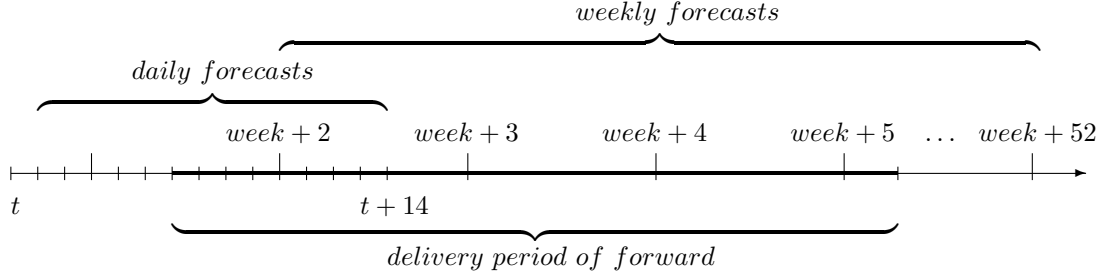 weekly forecasts
daily forecasts
week + 2 week + 3 week + 4 week + 5 ... week + 52
t t + 14
delivery period of forward